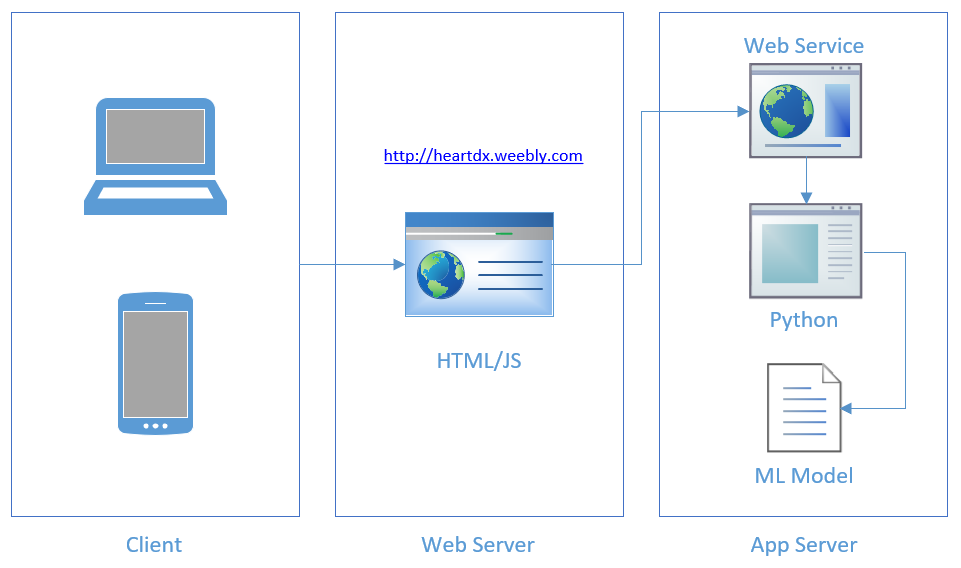 Web Service
http://heartdx.weebly.com
Python
HTML/JS
ML Model
Client
Web Server
App Server